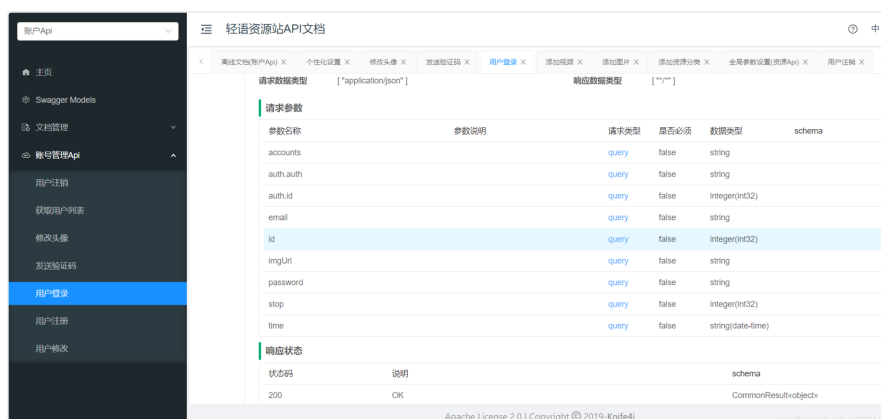 账户Api
轻语资源站API文档
中
离线文档(账户Api) X 个性化设置 X 修改头像 X 发送验证码 X 用户登录 X 添加视频 X 添加图片 X 添加资源分类 X 全局参数设置(资源Api) X 用户注销 X
主页
Swagger Models
文档管理
账号管理Api
用户注销
获取用户列表
修改头像
发送验证码
用户登录
用户注册
用户修改
请求数据类型 [ "application/json" ] 响应数据类型 [ "*/*" ]
请求参数
参数名称 参数说明 请求类型 是否必须 数据类型 schema
accounts query false string
auth.auth query false string
auth.id query false integer(int32)
email query false string
id query false integer(int32)
imgUrl query false string
password query false string
stop query false integer(int32)
time query false string(date-time)
响应状态
状态码 说明 schema
200 OK CommonResult«object»
Apache License 2.0 | Copyright © 2019-Knife4j